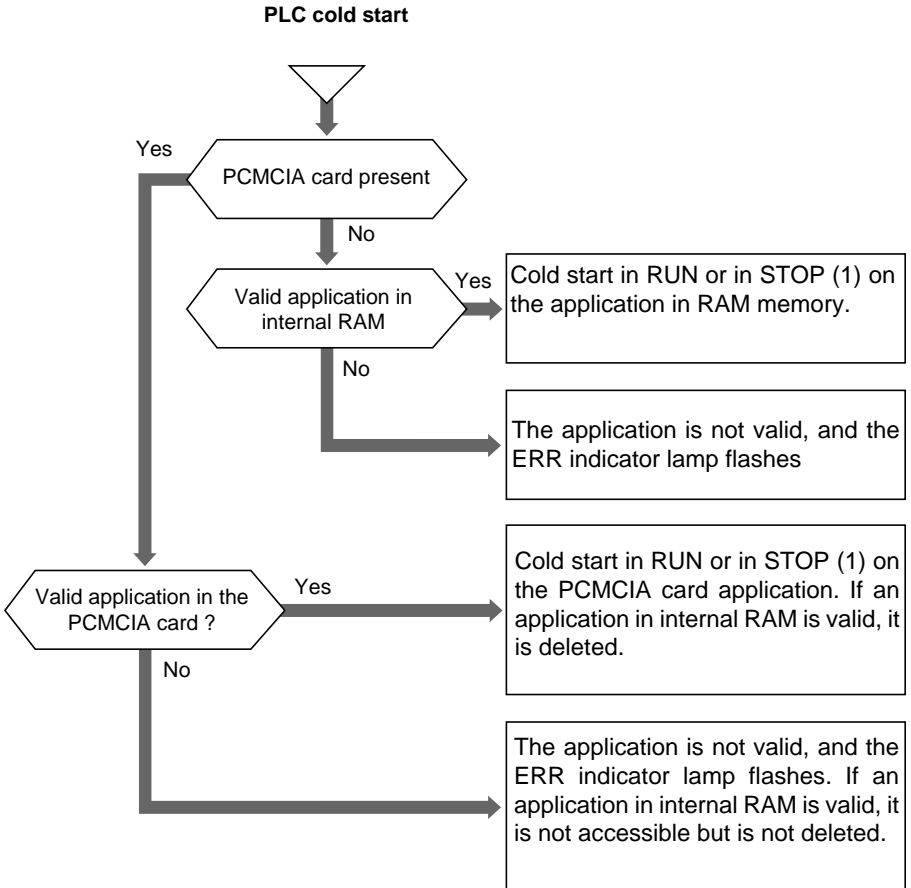 PLC cold start
Yes
PCMCIA card present
No
Valid application in
internal RAM
Yes
Cold start in RUN or in STOP (1) on
the application in RAM memory.
No
The application is not valid, and the
ERR indicator lamp flashes
Valid application in the
PCMCIA card ?
Yes
Cold start in RUN or in STOP (1) on
the PCMCIA card application. If an
application in internal RAM is valid, it
is deleted.
No
The application is not valid, and the
ERR indicator lamp flashes. If an
application in internal RAM is valid, it
is not accessible but is not deleted.